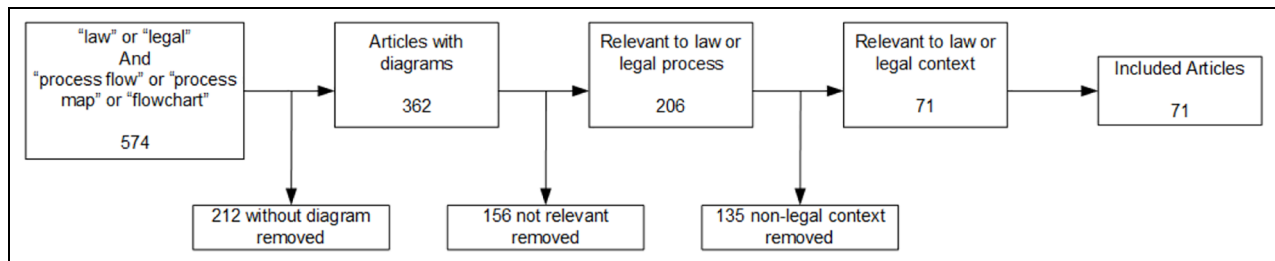 “law” or “legal”
And
“process flow” or “process
map” or “flowchart”
574
Articles with
diagrams
362
Relevant to law or
legal process
206
Relevant to law or
legal context
71
Included Articles
71
212 without diagram
removed
156 not relevant
removed
135 non-legal context
removed